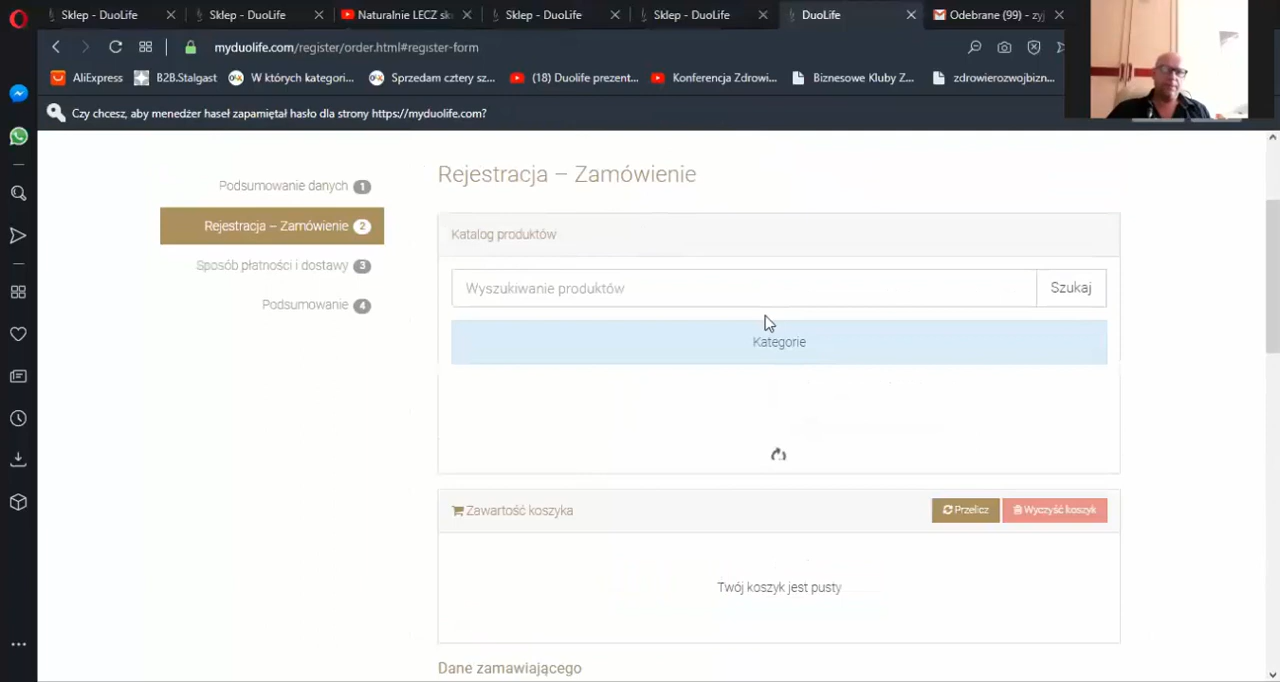 Sklep - DuoLife
Sklep - DuoLife
Naturalnie LECZ sk
Sklep - DuoLife
Sklep - DuoLife
DuoLife
Odebrane (99) - zyj
myduolife.com/register/order.html#register-form
AliExpress
B2B.Stalgast
W których kategori...
Sprzedam cztery sz...
(18) Duolife prezent...
Konferencja Zdrowi...
Biznesowe Kluby Z...
zdrowierozwojbizn...
Czy chcesz, aby menedżer haseł zapamiętał hasło dla strony https://myduolife.com?
Podsumowanie danych 1
Rejestracja – Zamówienie 2
Sposób płatności i dostawy 3
Podsumowanie 4
Rejestracja – Zamówienie
Katalog produktów
Wyszukiwanie produktów
Szukaj
Kategorie
Zawartość koszyka
Przelicz
Wyczyść koszyk
Twój koszyk jest pusty
Dane zamawiającego